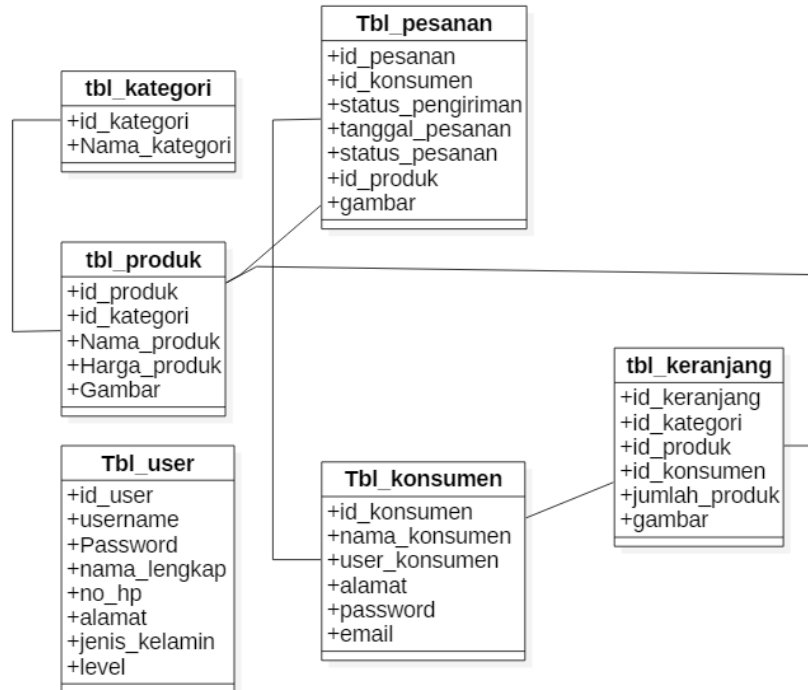 tbl_kategori
+id_kategori
+Nama_kategori
Tbl_pesanan
+id_pesanan
+id_konsumen
+status_pengiriman
+tanggal_pesanan
+status_pesanan
+id_produk
+gambar
tbl_produk
+id_produk
+id_kategori
+Nama_produk
+Harga_produk
+Gambar
tbl_keranjang
+id_keranjang
+id_kategori
+id_produk
+id_konsumen
+jumlah_produk
+gambar
Tbl_user
+id_user
+username
+Password
+nama_lengkap
+no_hp
+alamat
+jenis_kelamin
+level
Tbl_konsumen
+id_konsumen
+nama_konsumen
+user_konsumen
+alamat
+password
+email